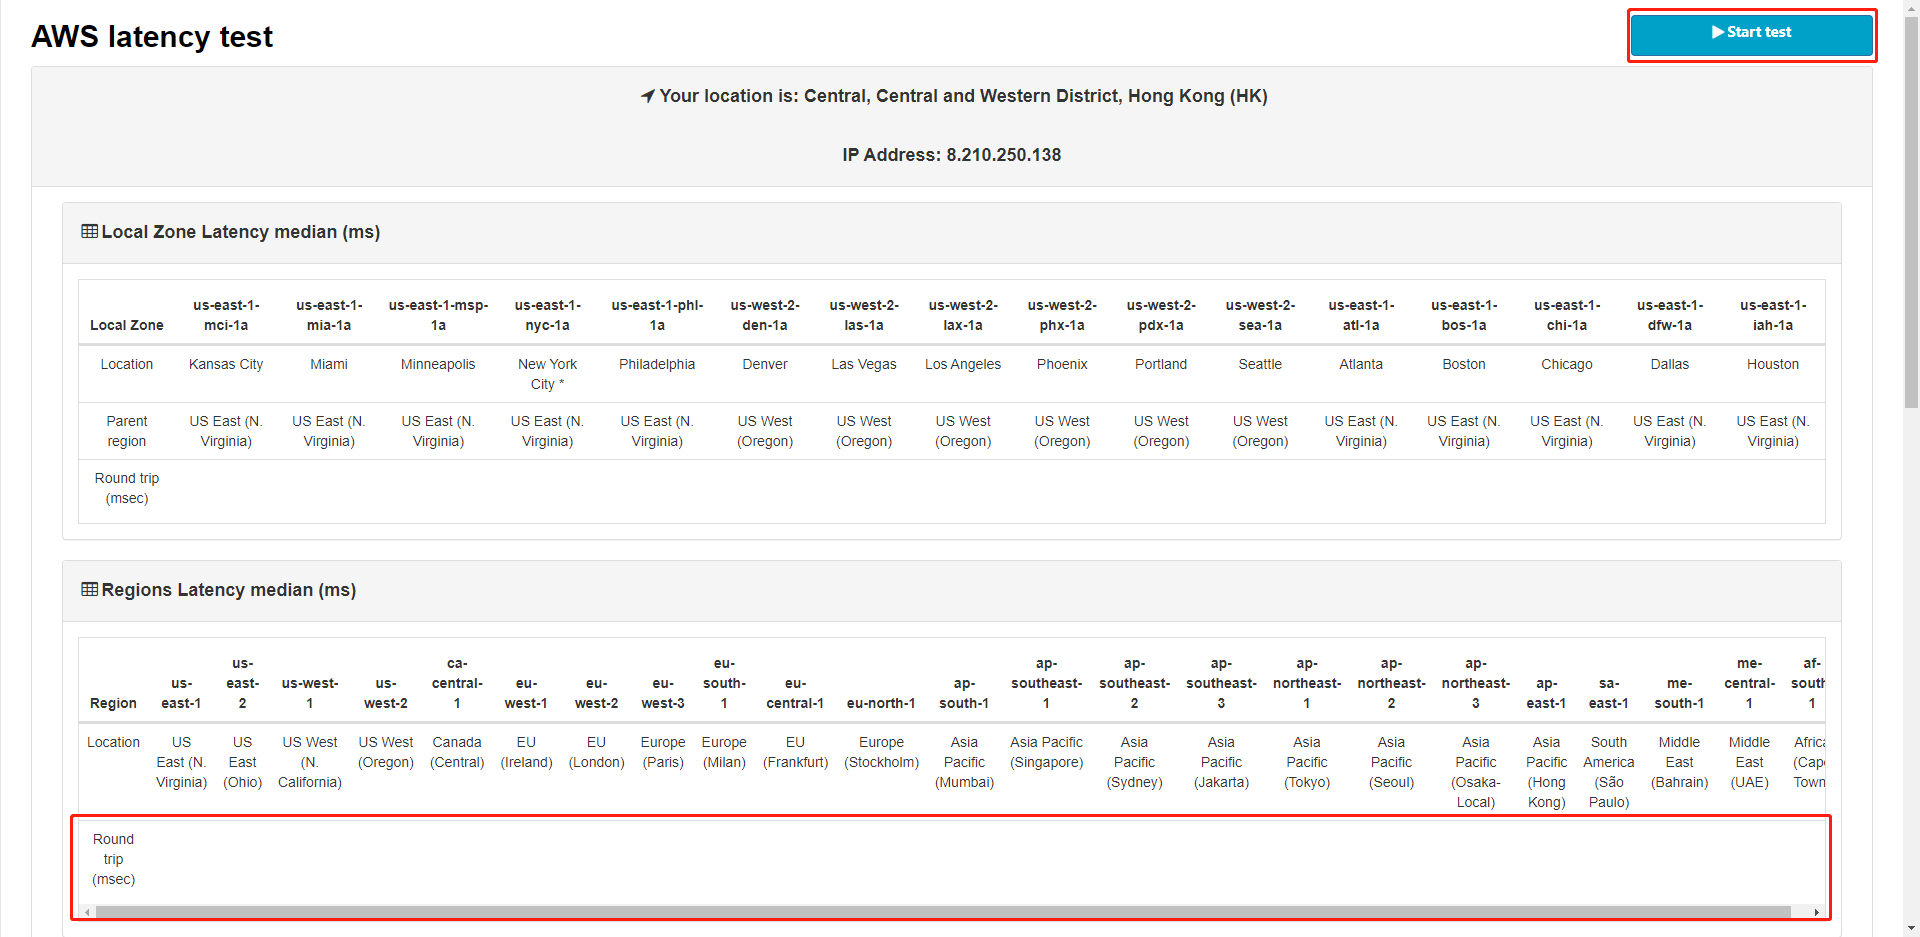 AWS latency test
Start test
Your location is: Central, Central and Western District, Hong Kong (HK)
IP Address: 8.210.250.138
Local Zone Latency median (ms)
Local Zone us-east-1-mci-1a us-east-1-mia-1a us-east-1-msp-1a us-east-1-nyc-1a us-east-1-phl-1a us-west-2-den-1a us-west-2-las-1a us-west-2-lax-1a us-west-2-phx-1a us-west-2-pdx-1a us-west-2-sea-1a us-east-1-atl-1a us-east-1-bos-1a us-east-1-chi-1a us-east-1-dfw-1a us-east-1-iah-1a
Location Kansas City Miami Minneapolis New York City * Philadelphia Denver Las Vegas Los Angeles Phoenix Portland Seattle Atlanta Boston Chicago Dallas Houston
Parent region US East (N. Virginia) US East (N. Virginia) US East (N. Virginia) US East (N. Virginia) US East (N. Virginia) US West (Oregon) US West (Oregon) US West (Oregon) US West (Oregon) US West (Oregon) US West (Oregon) US East (N. Virginia) US East (N. Virginia) US East (N. Virginia) US East (N. Virginia) US East (N. Virginia)
Round trip (msec)
Regions Latency median (ms)
Region us-east-1 us-east-2 us-west-1 us-west-2 ca-central-1 eu-west-1 eu-west-2 eu-west-3 eu-south-1 eu-central-1 eu-north-1 ap-south-1 ap-southeast-1 ap-southeast-2 ap-southeast-3 ap-northeast-1 ap-northeast-2 ap-northeast-3 ap-east-1 sa-east-1 me-south-1 me-central-1 af-south-1
Location US East (N. Virginia) US East (Ohio) US West (N. California) US West (Oregon) Canada (Central) EU (Ireland) EU (London) Europe (Paris) Europe (Milan) EU (Frankfurt) Europe (Stockholm) Asia Pacific (Mumbai) Asia Pacific (Singapore) Asia Pacific (Sydney) Asia Pacific (Jakarta) Asia Pacific (Tokyo) Asia Pacific (Seoul) Asia Pacific (Osaka-Local) Asia Pacific (Hong Kong) South America (São Paulo) Middle East (Bahrain) Middle East (UAE) Africa (Cape Town
Round trip (msec)